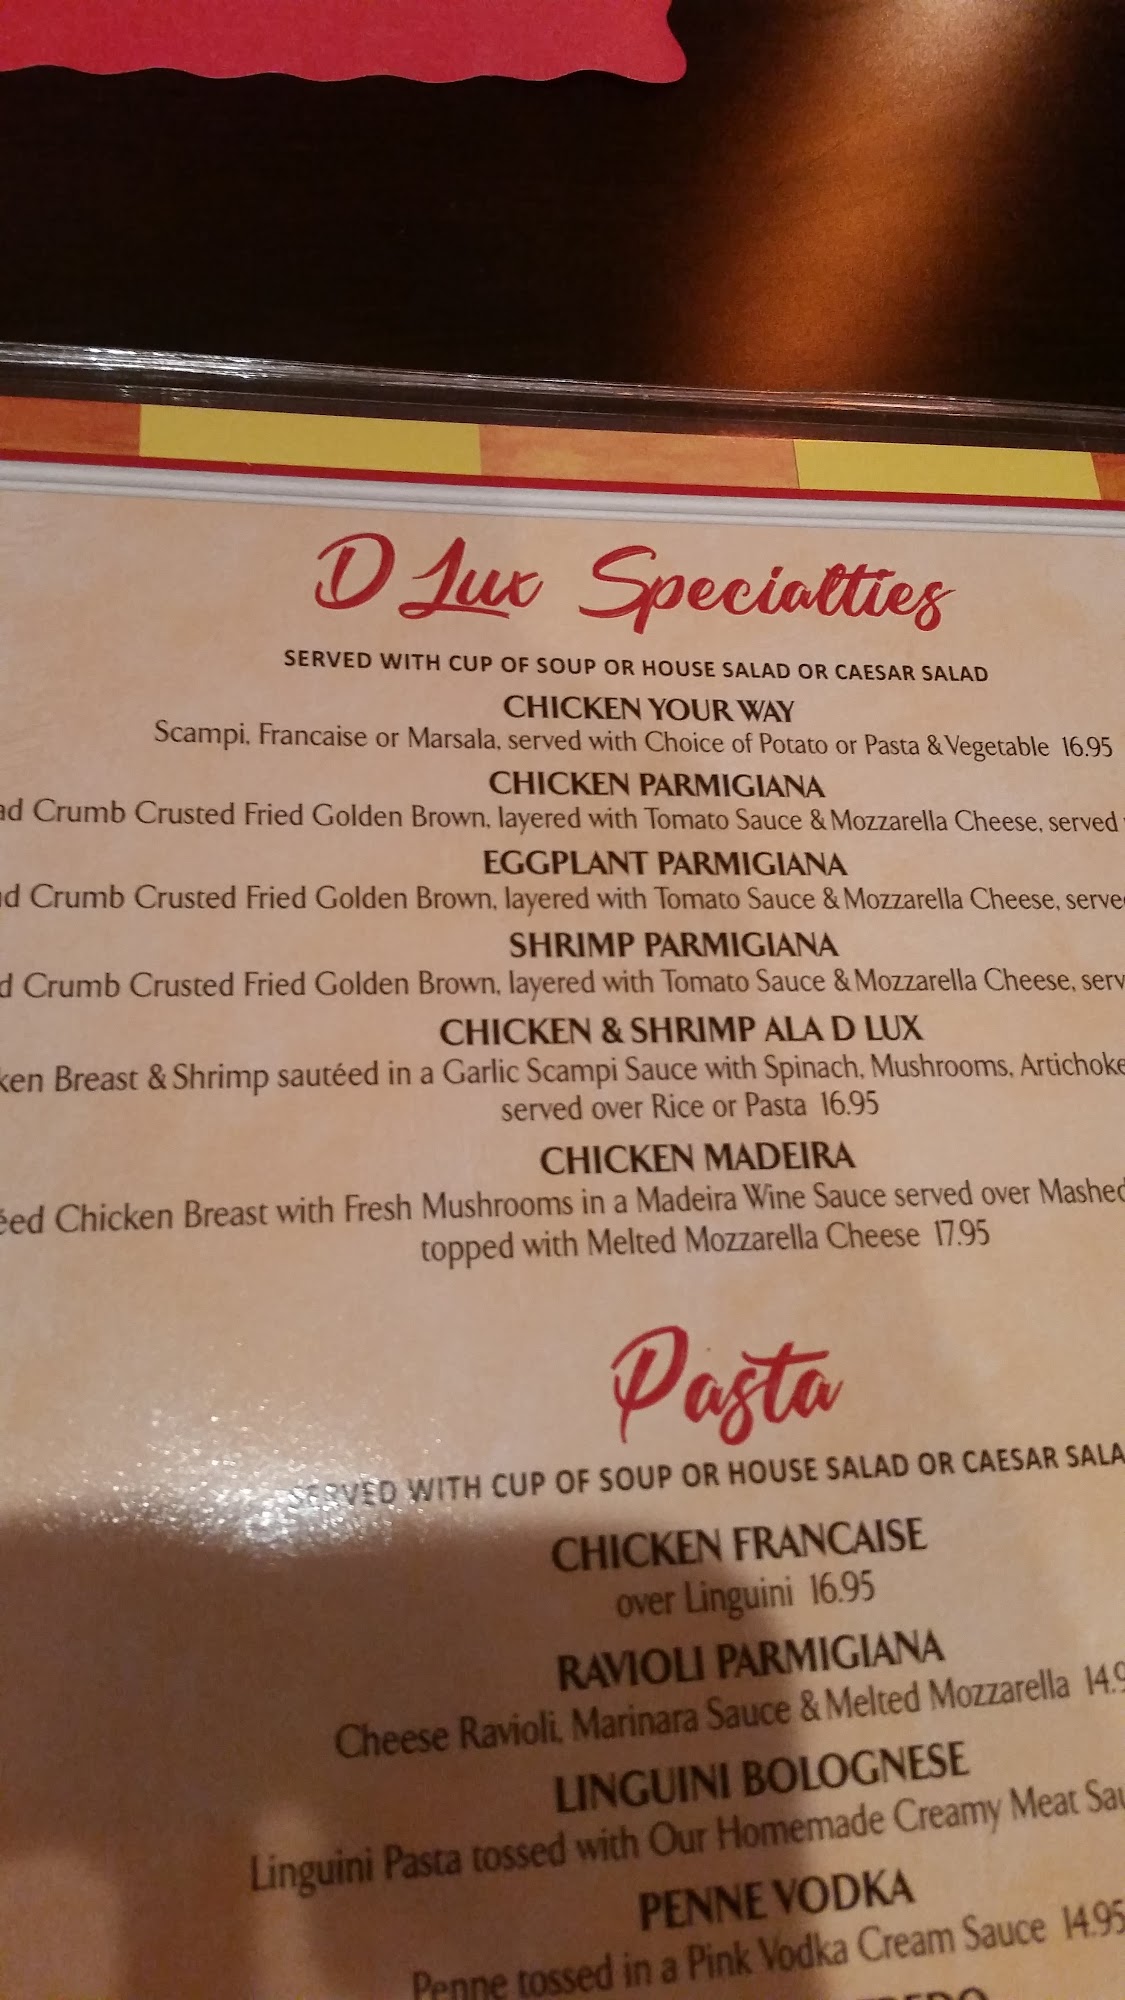 D Lux Specialties
SERVED WITH CUP OF SOUP OR HOUSE SALAD OR CAESAR SALAD
CHICKEN YOUR WAY
Scampi, Francaise or Marsala, served with Choice of Potato or Pasta & Vegetable 16.95
CHICKEN PARMIGIANA
Crumb Crusted Fried Golden Brown, layered with Tomato Sauce & Mozzarella Cheese, served
EGGPLANT PARMIGIANA
Crumb Crusted Fried Golden Brown, layered with Tomato Sauce & Mozzarella Cheese,
SHRIMP PARMIGIANA
Crumb Crusted Fried Golden Brown, layered with Tomato Sauce & Mozzarella Cheese,
CHICKEN & SHRIMP ALA D LUX
Breast & Shrimp sautéed in a Garlic Scampi Sauce with Spinach, Mushrooms, Artichoke
served over Rice or Pasta 16.95
CHICKEN MADEIRA
Chicken Breast with Fresh Mushrooms in a Madeira Wine Sauce served over Mashed
topped with Melted Mozzarella Cheese 17.95
Pasta
SERVED WITH CUP OF SOUP OR HOUSE SALAD OR CAESAR
CHICKEN FRANCAISE
over Linguini 16.95
RAVIOLI PARMIGIANA
Cheese Ravioli, Marinara Sauce & Melted Mozzarella
LINGUINI BOLOGNESE
Linguini Pasta tossed with Our Homemade Creamy Meat
PENNE VODKA
Penne tossed in a Pink Vodka Cream Sauce 14.95